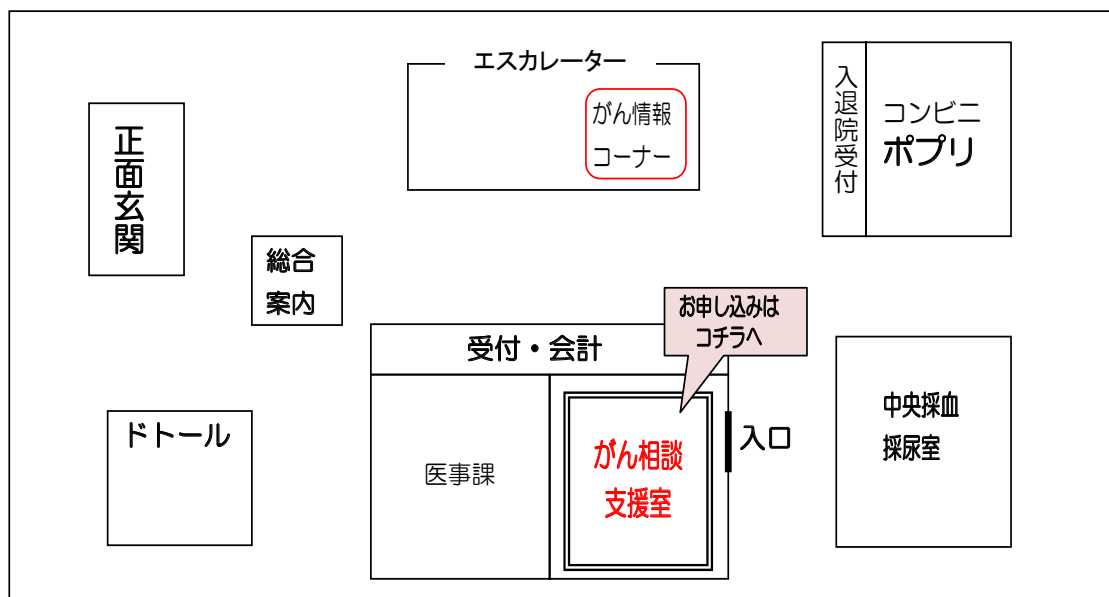 エスカレーター
がん情報
コーナー
入退院受付
コンビニ
ポプリ
正面玄関
総合
案内
お申し込みは
コチラへ
受付・会計
ドトール
医事課
がん相談
支援室
入口
中央採血
採尿室